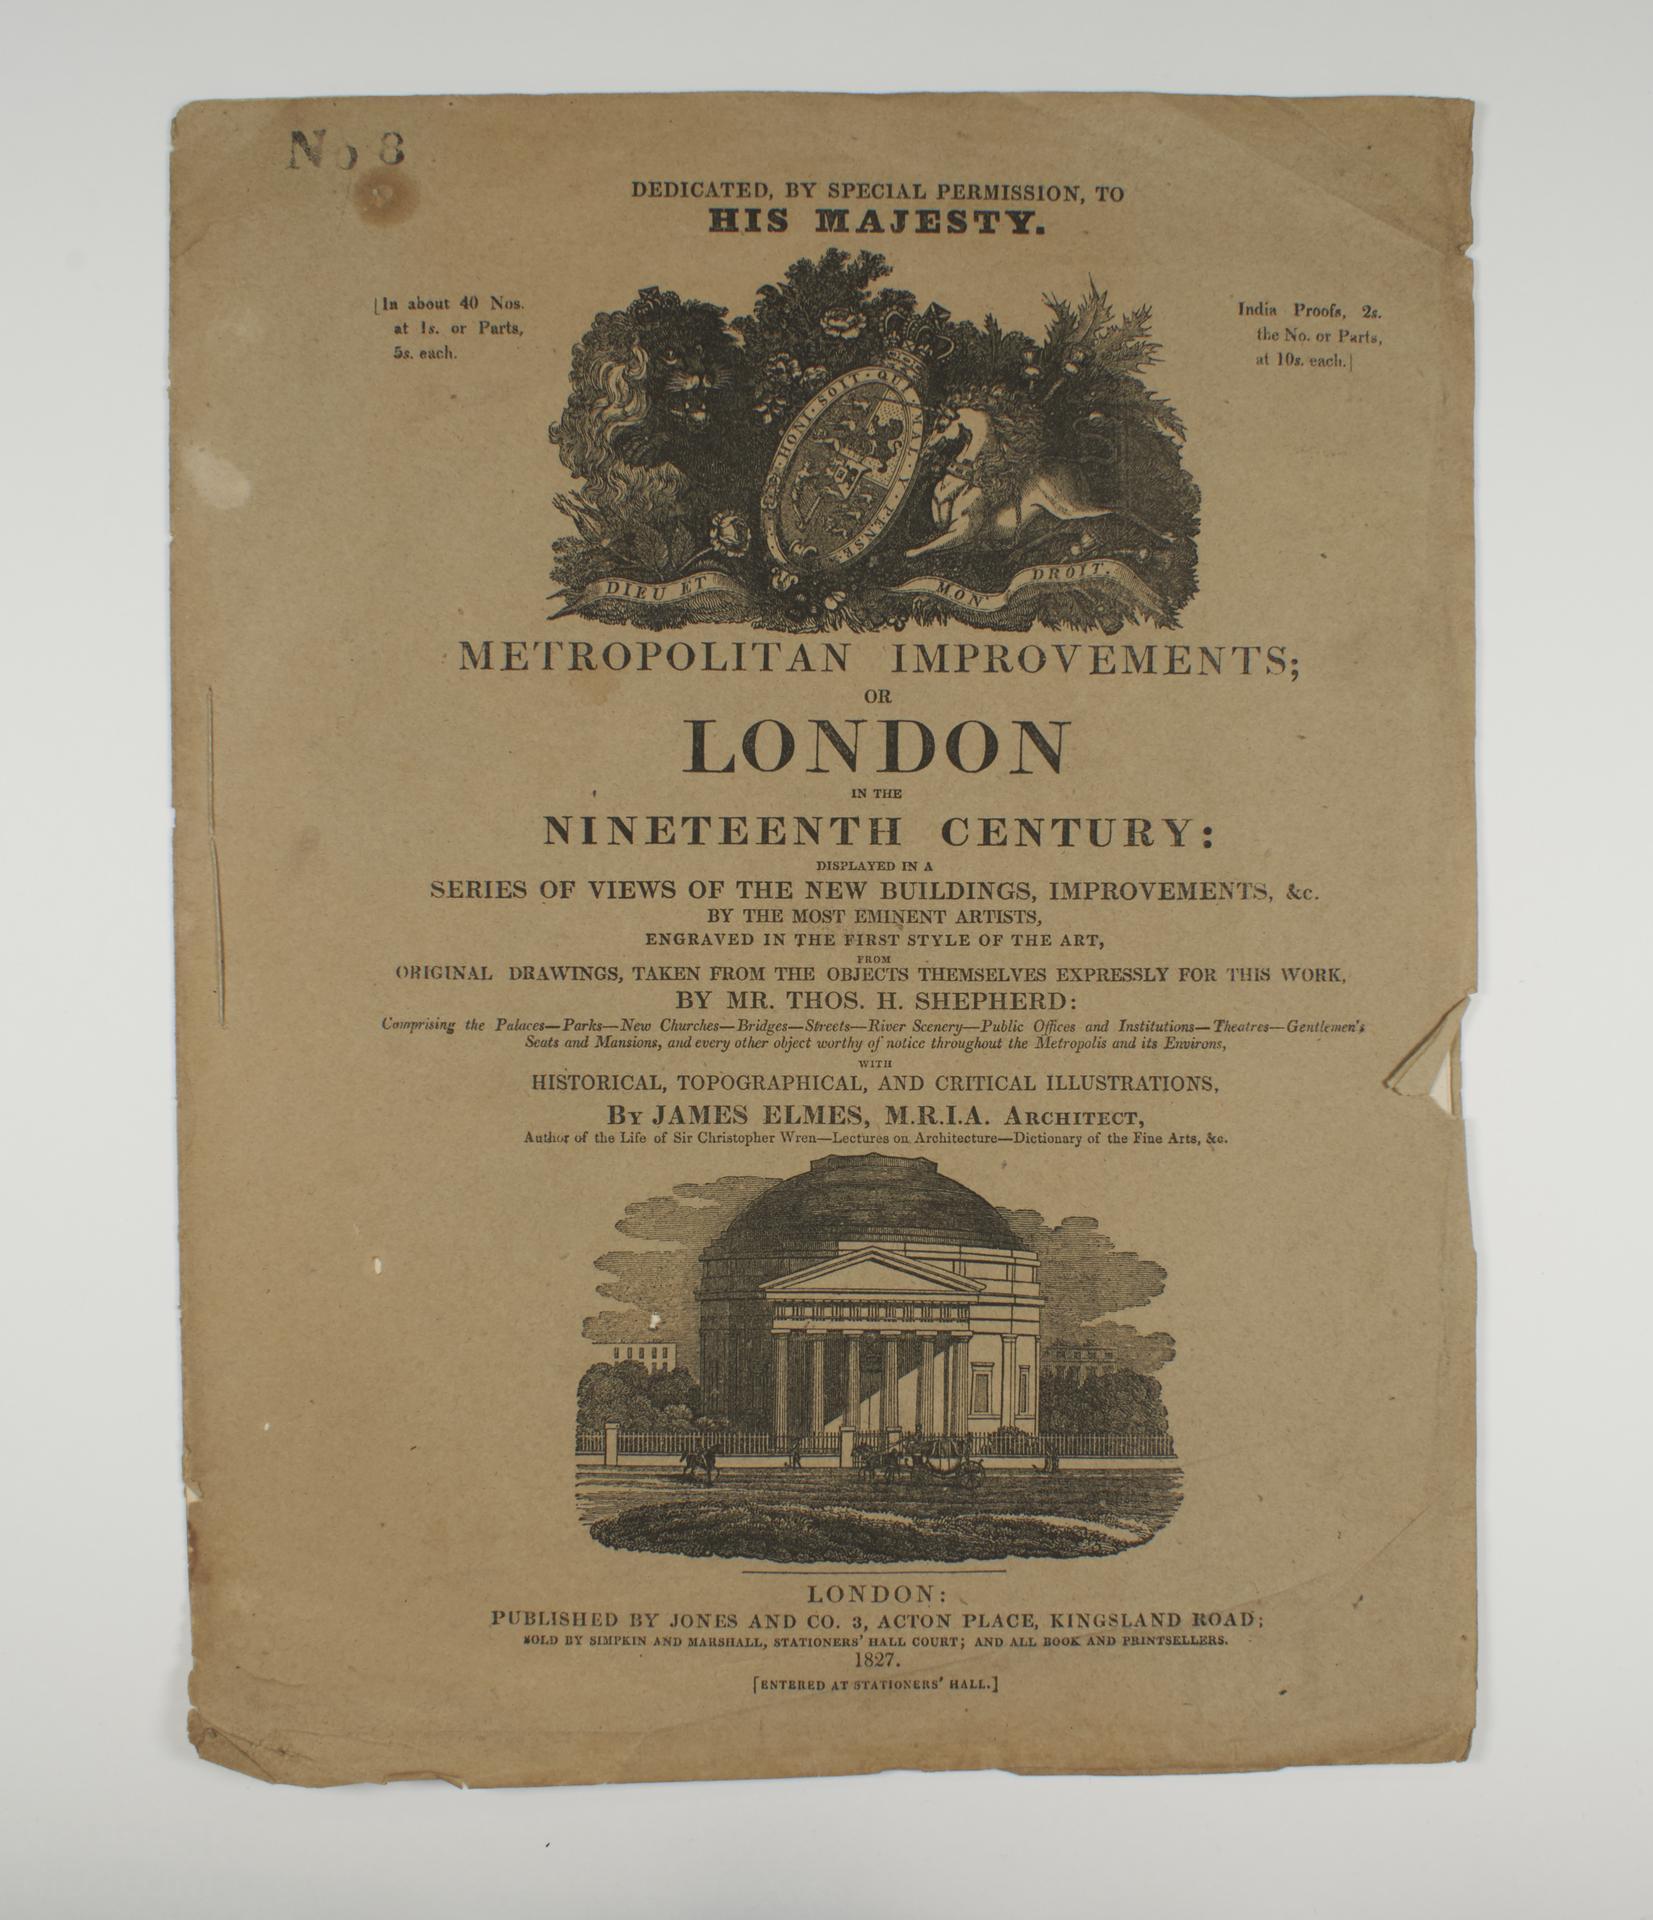 No 8
DEDICATED, BY SPECIAL PERMISSION, TO
HIS MAJESTY.
[In about 40 Nos.
at 1s. or Parts,
5s. each.
India Proofs, 2s.
the No. or Parts,
at 10s. each.]
HONI · SOIT · QUI · MAL · Y · PENSE
DIEU ET MON DROIT.
METROPOLITAN IMPROVEMENTS;
OR
LONDON
IN THE
NINETEENTH CENTURY:
DISPLAYED IN A
SERIES OF VIEWS OF THE NEW BUILDINGS, IMPROVEMENTS, &c.
BY THE MOST EMINENT ARTISTS,
ENGRAVED IN THE FIRST STYLE OF THE ART,
FROM
ORIGINAL DRAWINGS, TAKEN FROM THE OBJECTS THEMSELVES EXPRESSLY FOR THIS WORK,
BY MR. THOS. H. SHEPHERD:
Comprising the Palaces—Parks—New Churches—Bridges—Streets—River Scenery—Public Offices and Institutions—Theatres—Gentlemen's
Seats and Mansions, and every other object worthy of notice throughout the Metropolis and its Environs,
WITH
HISTORICAL, TOPOGRAPHICAL, AND CRITICAL ILLUSTRATIONS,
BY JAMES ELMES, M.R.I.A. ARCHITECT,
Author of the Life of Sir Christopher Wren—Lectures on Architecture—Dictionary of the Fine Arts, &c.
LONDON:
PUBLISHED BY JONES AND CO. 3, ACTON PLACE, KINGSLAND ROAD;
SOLD BY SIMPKIN AND MARSHALL, STATIONERS' HALL COURT; AND ALL BOOK AND PRINTSELLERS.
1827.
[ENTERED AT STATIONERS' HALL.]